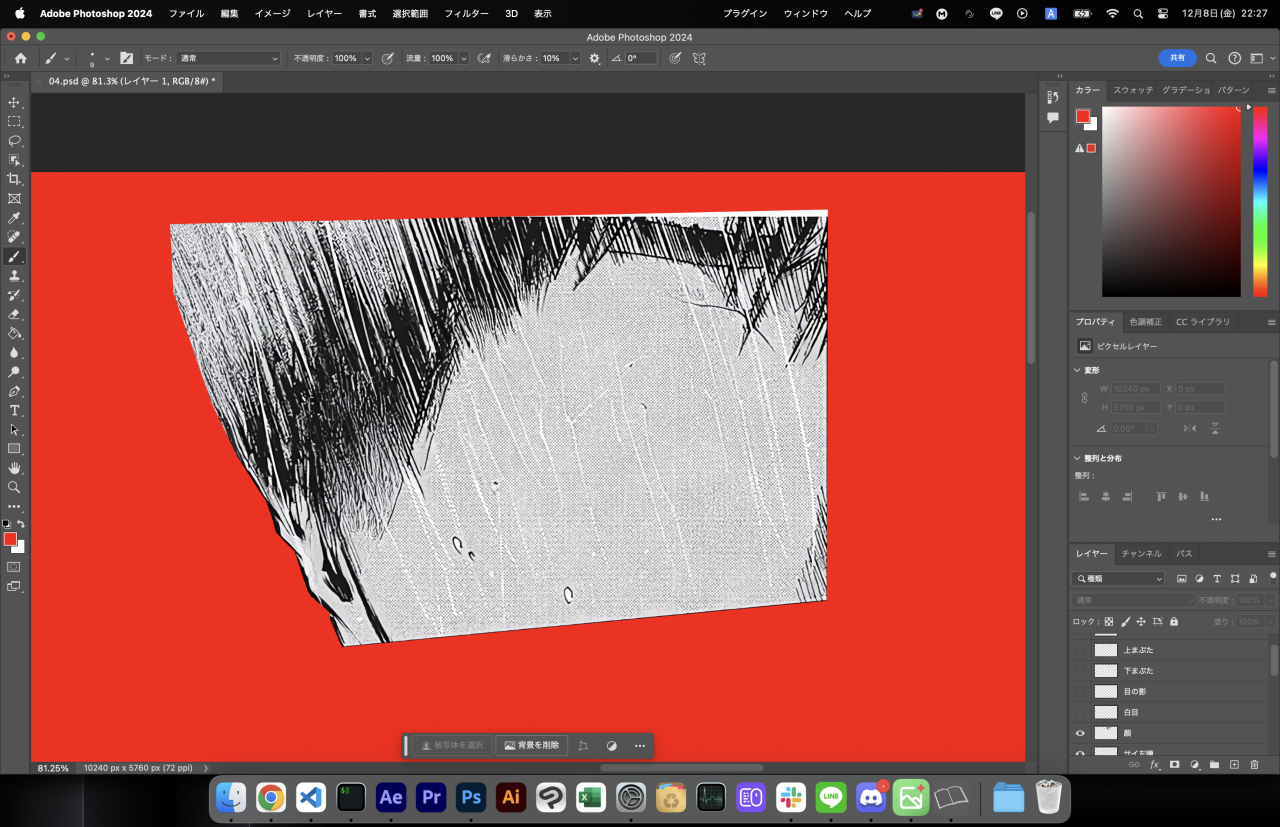 Adobe Photoshop 2024 ファイル 編集 イメージ レイヤー 書式 選択範囲 フィルター 3D 表示 プラグイン ウィンドウ ヘルプ A 12月8日(金) 22:27
Adobe Photoshop 2024
9 モード： 通常 不透明度： 100% 流量： 100% 滑らかさ： 10% 0° 共有
04.psd @ 81.3% (レイヤー 1, RGB/8#) *
カラー スウォッチ グラデーショ パターン
プロパティ 色調補正 CC ライブラリ
ピクセルレイヤー
変形
W 10240 px X 0 px
H 5760 px Y 0 px
0.00°
整列と分布
整列：
レイヤー チャンネル パス
種類
通常 不透明度： 100%
ロック： 塗り： 100%
上まぶた
下まぶた
目の影
白目
顔
サイ左瞳
fx
被写体を選択 背景を削除
81.25% 10240 px x 5760 px (72 ppi)
Ae Pr Ps Ai LINE